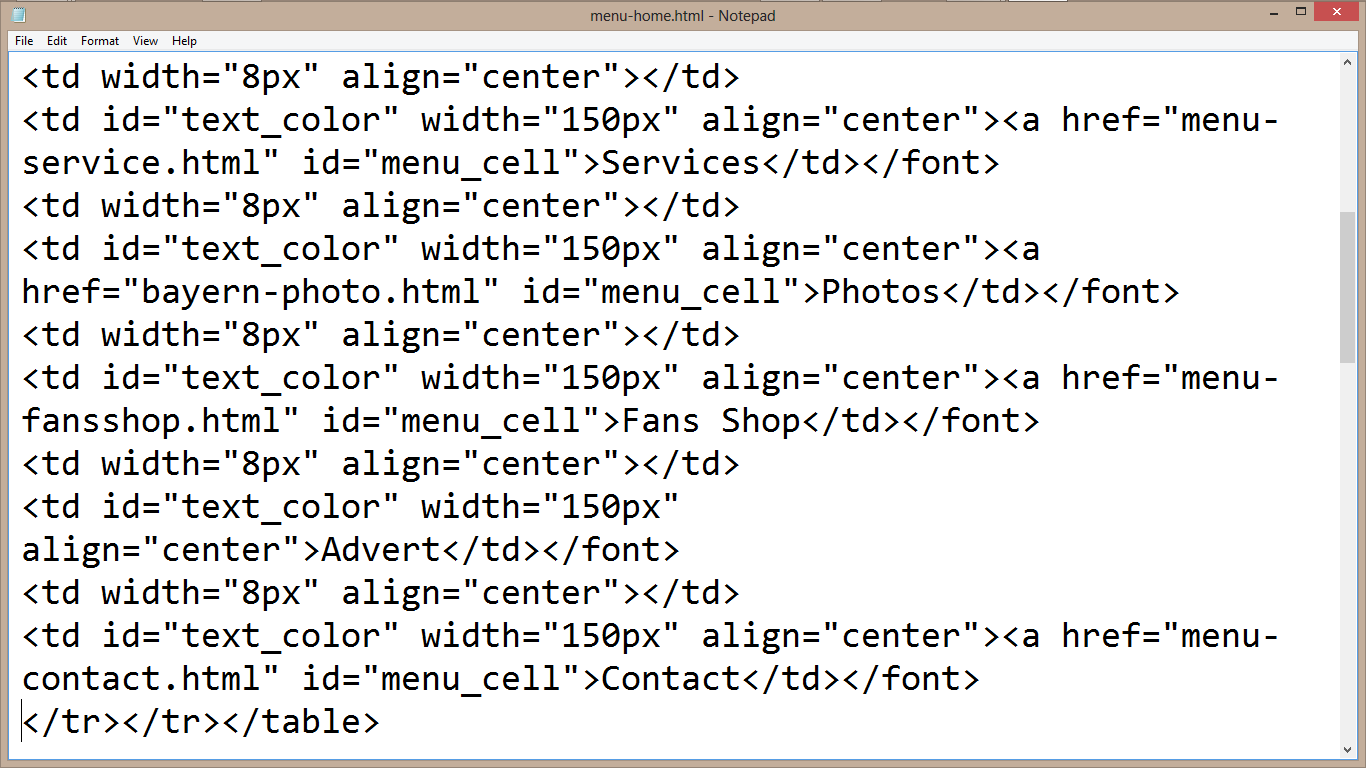 menu-home.html - Notepad
File Edit Format View Help
<td width="8px" align="center"></td>
<td id="text_color" width="150px" align="center"><a href="menu-
service.html" id="menu_cell">Services</td></font>
<td width="8px" align="center"></td>
<td id="text_color" width="150px" align="center"><a
href="bayern-photo.html" id="menu_cell">Photos</td></font>
<td width="8px" align="center"></td>
<td id="text_color" width="150px" align="center"><a href="menu-
fansshop.html" id="menu_cell">Fans Shop</td></font>
<td width="8px" align="center"></td>
<td id="text_color" width="150px"
align="center">Advert</td></font>
<td width="8px" align="center"></td>
<td id="text_color" width="150px" align="center"><a href="menu-
contact.html" id="menu_cell">Contact</td></font>
</tr></tr></table>